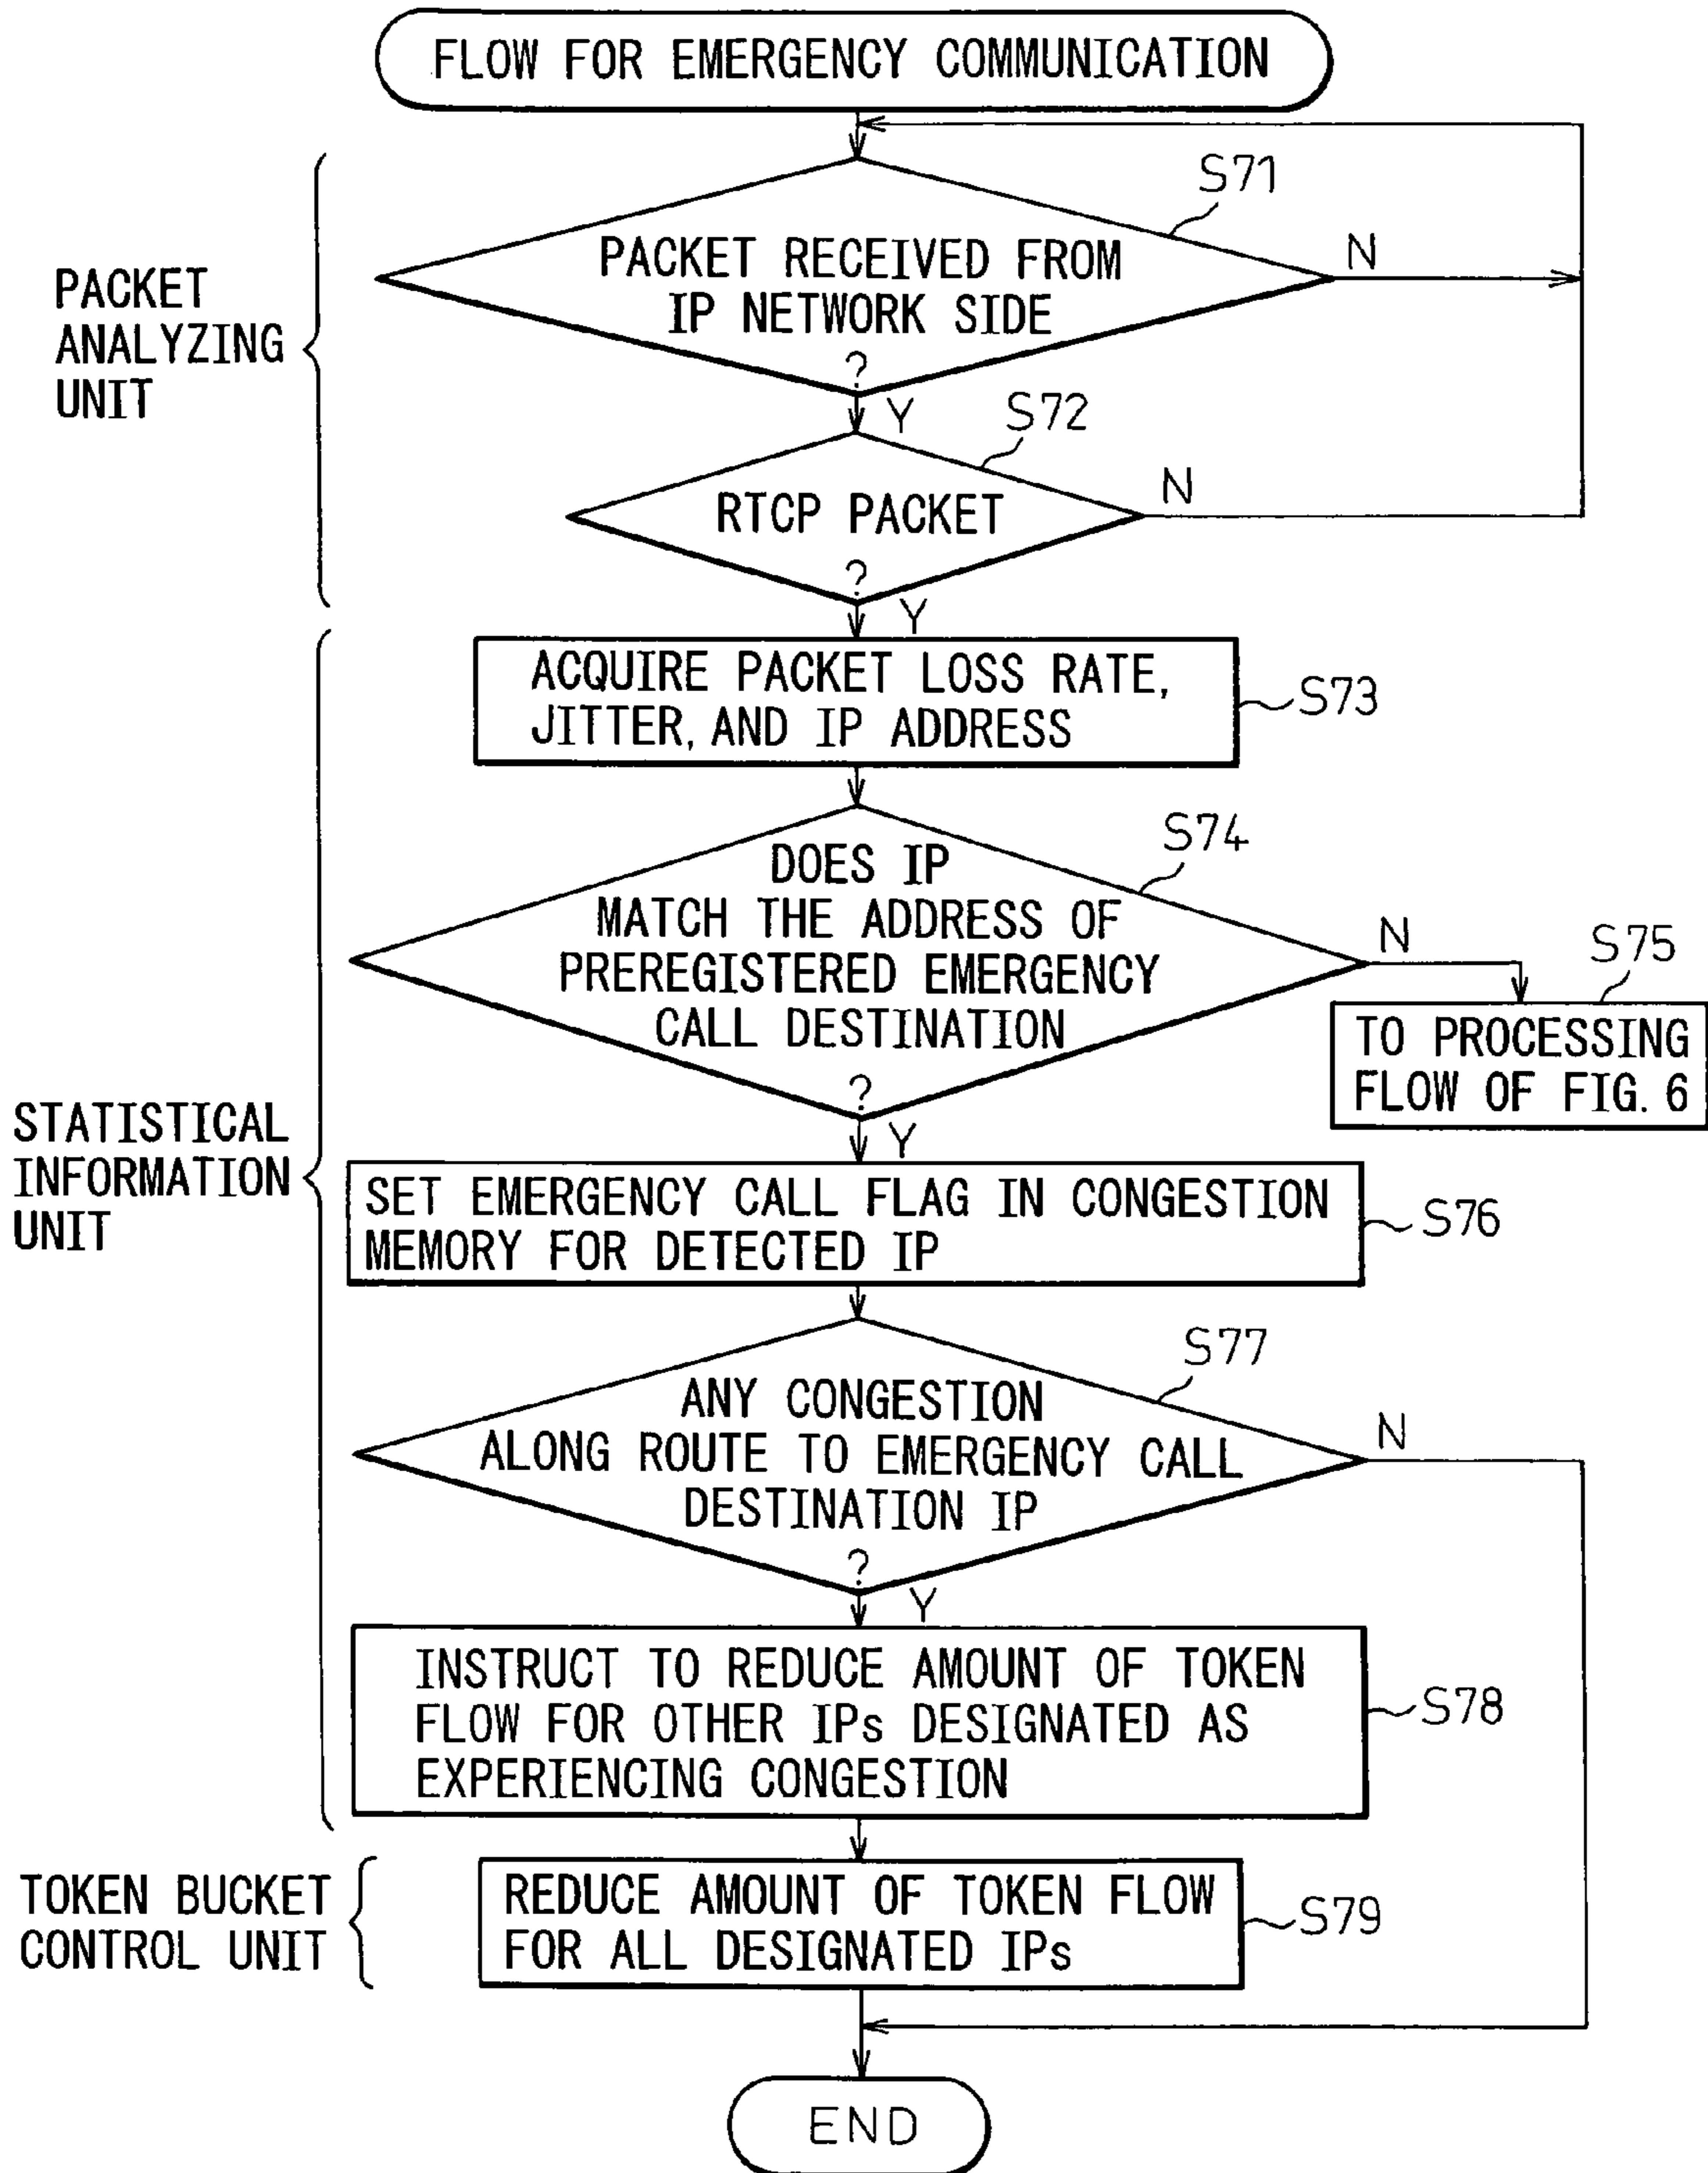 FLOW FOR EMERGENCY COMMUNICATION
S71
PACKET RECEIVED FROM
IP NETWORK SIDE
?
N
Y
PACKET
ANALYZING
UNIT
S72
RTCP PACKET
?
N
Y
ACQUIRE PACKET LOSS RATE,
JITTER, AND IP ADDRESS
S73
S74
DOES IP
MATCH THE ADDRESS OF
PREREGISTERED EMERGENCY
CALL DESTINATION
?
N
Y
S75
TO PROCESSING
FLOW OF FIG. 6
STATISTICAL
INFORMATION
UNIT
SET EMERGENCY CALL FLAG IN CONGESTION
MEMORY FOR DETECTED IP
S76
S77
ANY CONGESTION
ALONG ROUTE TO EMERGENCY CALL
DESTINATION IP
?
N
Y
INSTRUCT TO REDUCE AMOUNT OF TOKEN
FLOW FOR OTHER IPs DESIGNATED AS
EXPERIENCING CONGESTION
S78
TOKEN BUCKET
CONTROL UNIT
REDUCE AMOUNT OF TOKEN FLOW
FOR ALL DESIGNATED IPs
S79
END